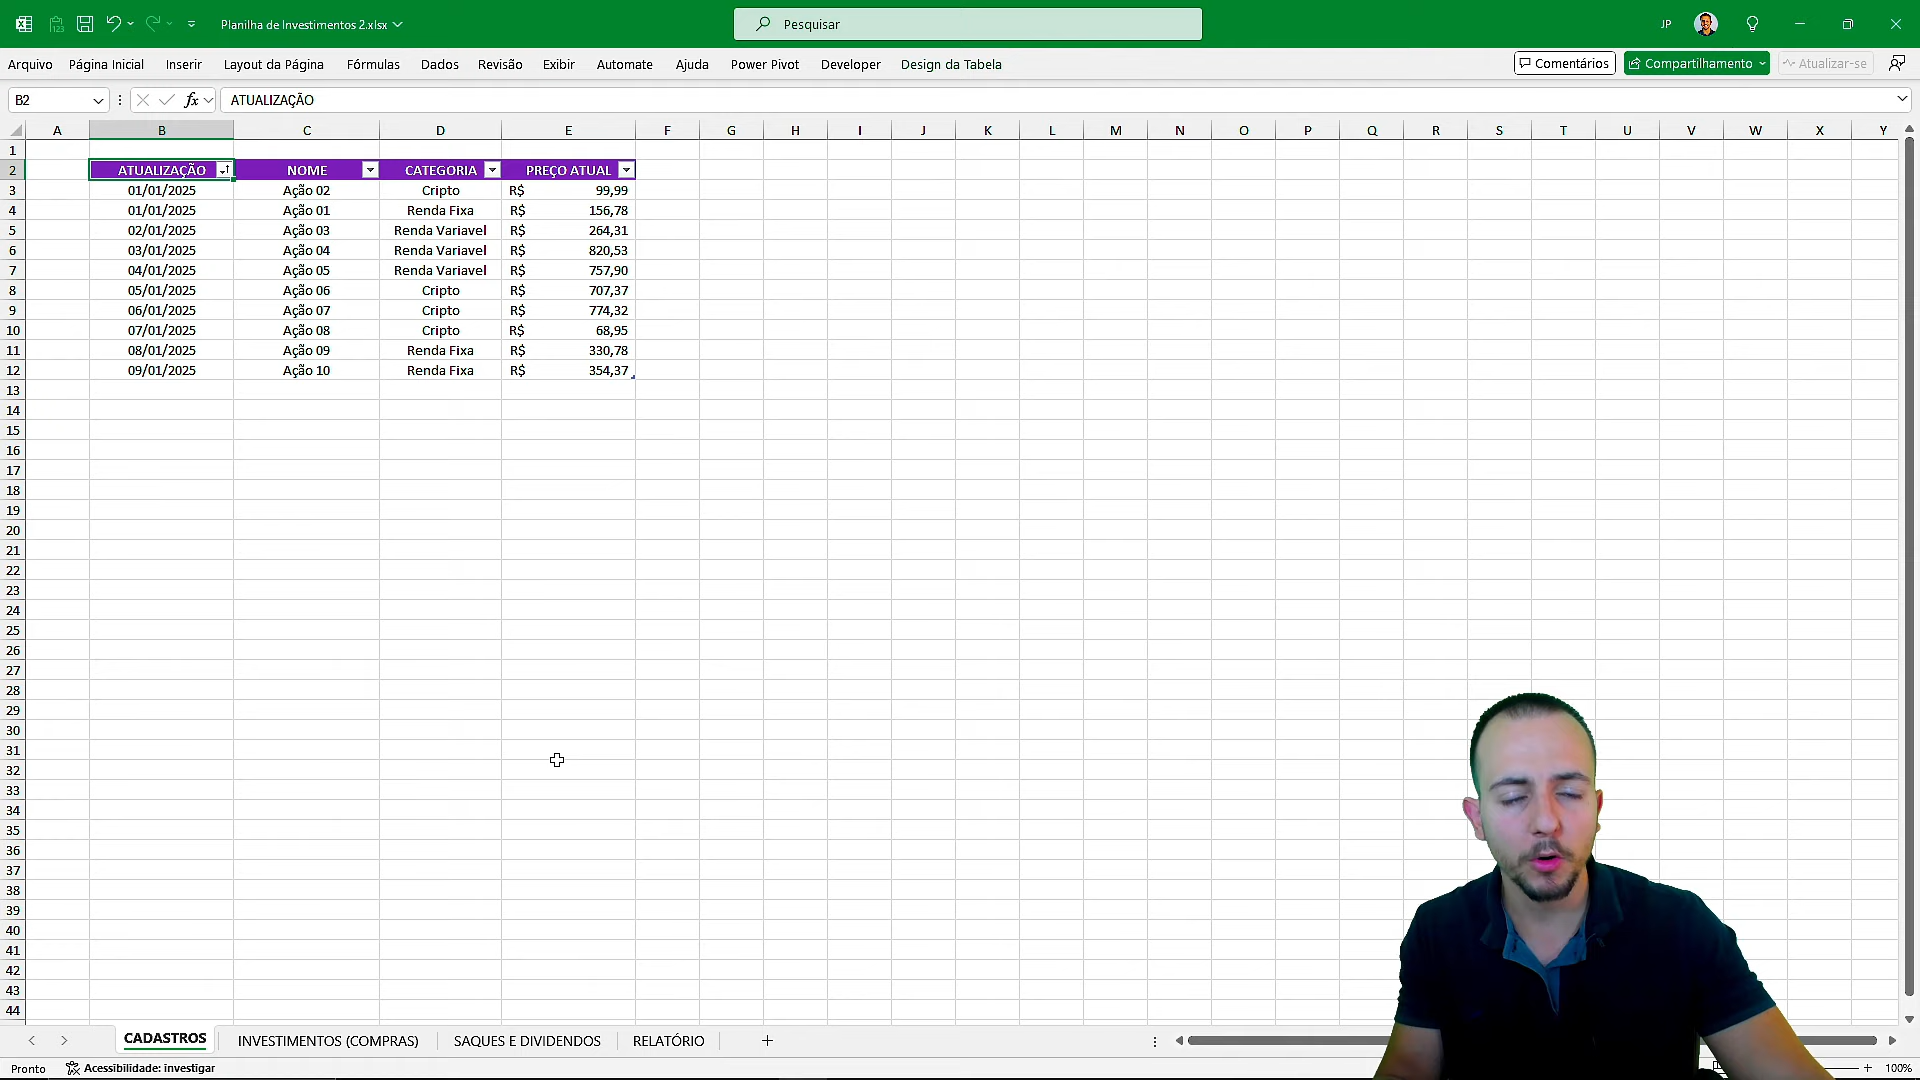 Planilha de Investimentos 2.xlsx
Pesquisar
JP
Arquivo Página Inicial Inserir Layout da Página Fórmulas Dados Revisão Exibir Automate Ajuda Power Pivot Developer Design da Tabela
Comentários Compartilhamento Atualizar-se
B2 fx ATUALIZAÇÃO
A B C D E F G H I J K L M N O P Q R S T U V W X Y
1
2 ATUALIZAÇÃO NOME CATEGORIA PREÇO ATUAL
3 01/01/2025 Ação 02 Cripto R$ 99,99
4 01/01/2025 Ação 01 Renda Fixa R$ 156,78
5 02/01/2025 Ação 03 Renda Variavel R$ 264,31
6 03/01/2025 Ação 04 Renda Variavel R$ 820,53
7 04/01/2025 Ação 05 Renda Variavel R$ 757,90
8 05/01/2025 Ação 06 Cripto R$ 707,37
9 06/01/2025 Ação 07 Cripto R$ 774,32
10 07/01/2025 Ação 08 Cripto R$ 68,95
11 08/01/2025 Ação 09 Renda Fixa R$ 330,78
12 09/01/2025 Ação 10 Renda Fixa R$ 354,37
13
14
15
16
17
18
19
20
21
22
23
24
25
26
27
28
29
30
31
32
33
34
35
36
37
38
39
40
41
42
43
44
CADASTROS INVESTIMENTOS (COMPRAS) SAQUES E DIVIDENDOS RELATÓRIO
Pronto Acessibilidade: investigar 100%